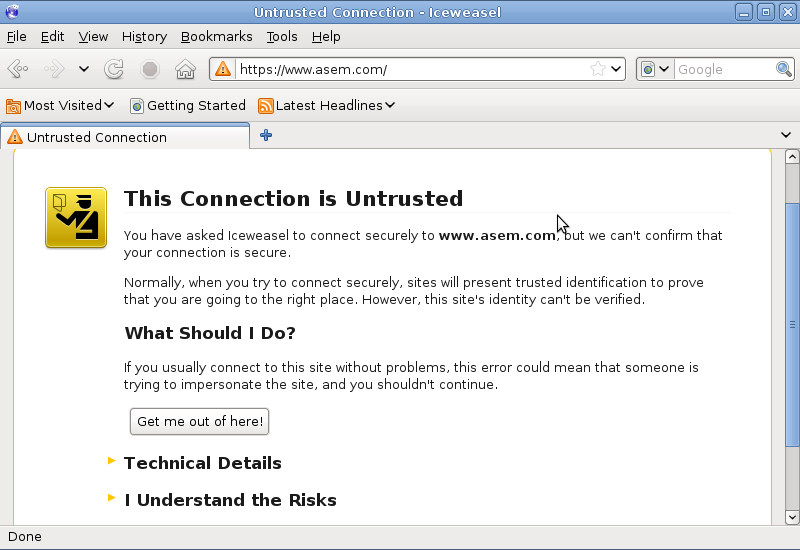 Untrusted Connection - Iceweasel
File Edit View History Bookmarks Tools Help
https://www.asem.com/ Google
Most Visited Getting Started Latest Headlines
Untrusted Connection
This Connection is Untrusted
You have asked Iceweasel to connect securely to www.asem.com, but we can't confirm that
your connection is secure.
Normally, when you try to connect securely, sites will present trusted identification to prove
that you are going to the right place. However, this site's identity can't be verified.
What Should I Do?
If you usually connect to this site without problems, this error could mean that someone is
trying to impersonate the site, and you shouldn't continue.
Get me out of here!
Technical Details
I Understand the Risks
Done